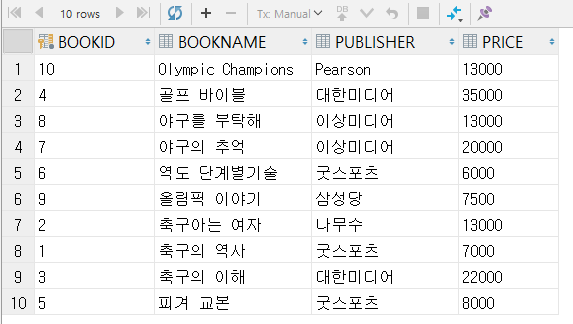 10 rows Tx: Manual DB
BOOKID BOOKNAME PUBLISHER PRICE
1 10 Olympic Champions Pearson 13000
2 4 골프 바이블 대한미디어 35000
3 8 야구를 부탁해 이상미디어 13000
4 7 야구의 추억 이상미디어 20000
5 6 역도 단계별기술 굿스포츠 6000
6 9 올림픽 이야기 삼성당 7500
7 2 축구아는 여자 나무수 13000
8 1 축구의 역사 굿스포츠 7000
9 3 축구의 이해 대한미디어 22000
10 5 피겨 교본 굿스포츠 8000